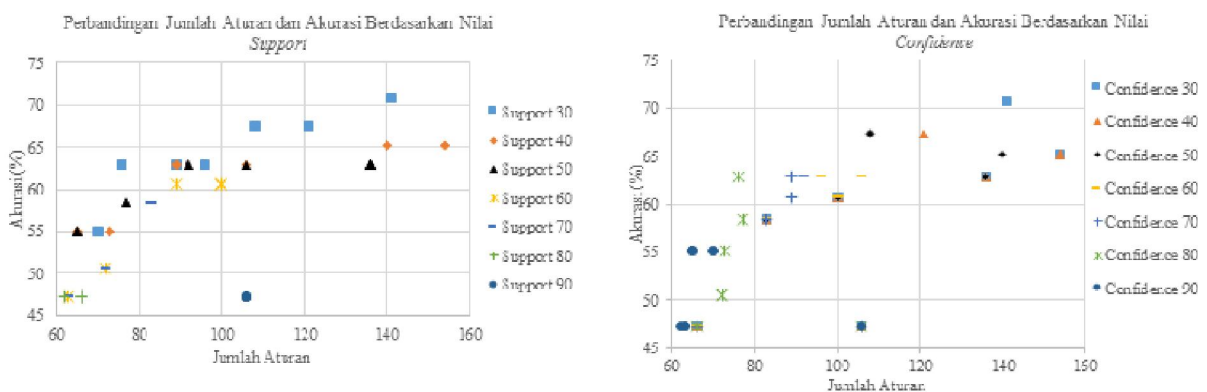 Perbandingan Jumlah Aturan dan Akurasi Berdasarkan Nilai
Support
75
70
65
60
55
50
45
Akurasi (%)
60 80 100 120 140 160
Jumlah Aturan
Support 30
Support 40
Support 50
Support 60
Support 70
Support 80
Support 90
Perbandingan Jumlah Aturan dan Akurasi Berdasarkan Nilai
Confidence
75
70
65
60
55
50
45
Akurasi (%)
60 80 100 120 140 150
Jumlah Aturan
Confidence 30
Confidence 40
Confidence 50
Confidence 60
Confidence 70
Confidence 80
Confidence 90